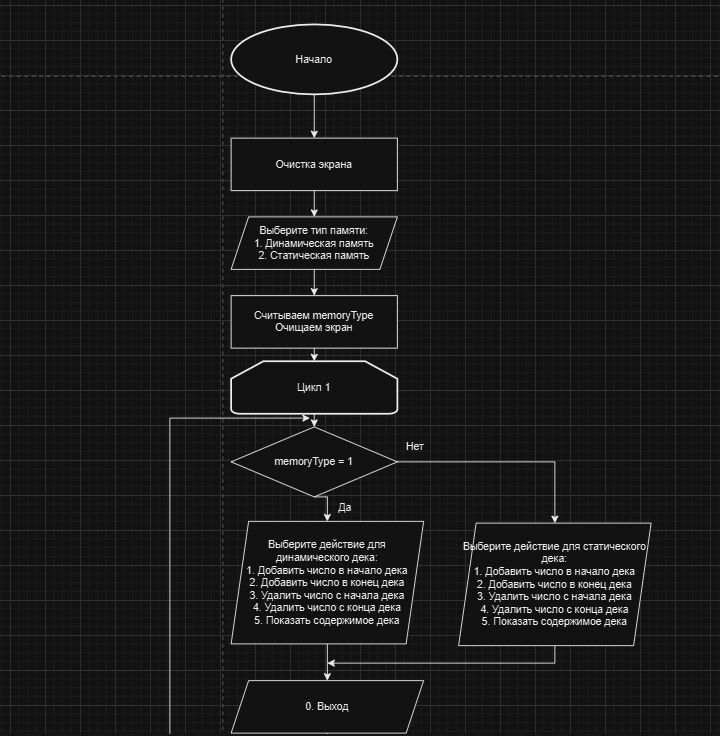 Начало
Очистка экрана
Выберите тип памяти:
1. Динамическая память
2. Статическая память
Считываем memoryType
Очищаем экран
Цикл 1
memoryType = 1
Нет
Да
Выберите действие для
динамического дека:
1. Добавить число в начало дека
2. Добавить число в конец дека
3. Удалить число с начала дека
4. Удалить число с конца дека
5. Показать содержимое дека
Выберите действие для статического
дека:
1. Добавить число в начало дека
2. Добавить число в конец дека
3. Удалить число с начала дека
4. Удалить число с конца дека
5. Показать содержимое дека
0. Выход